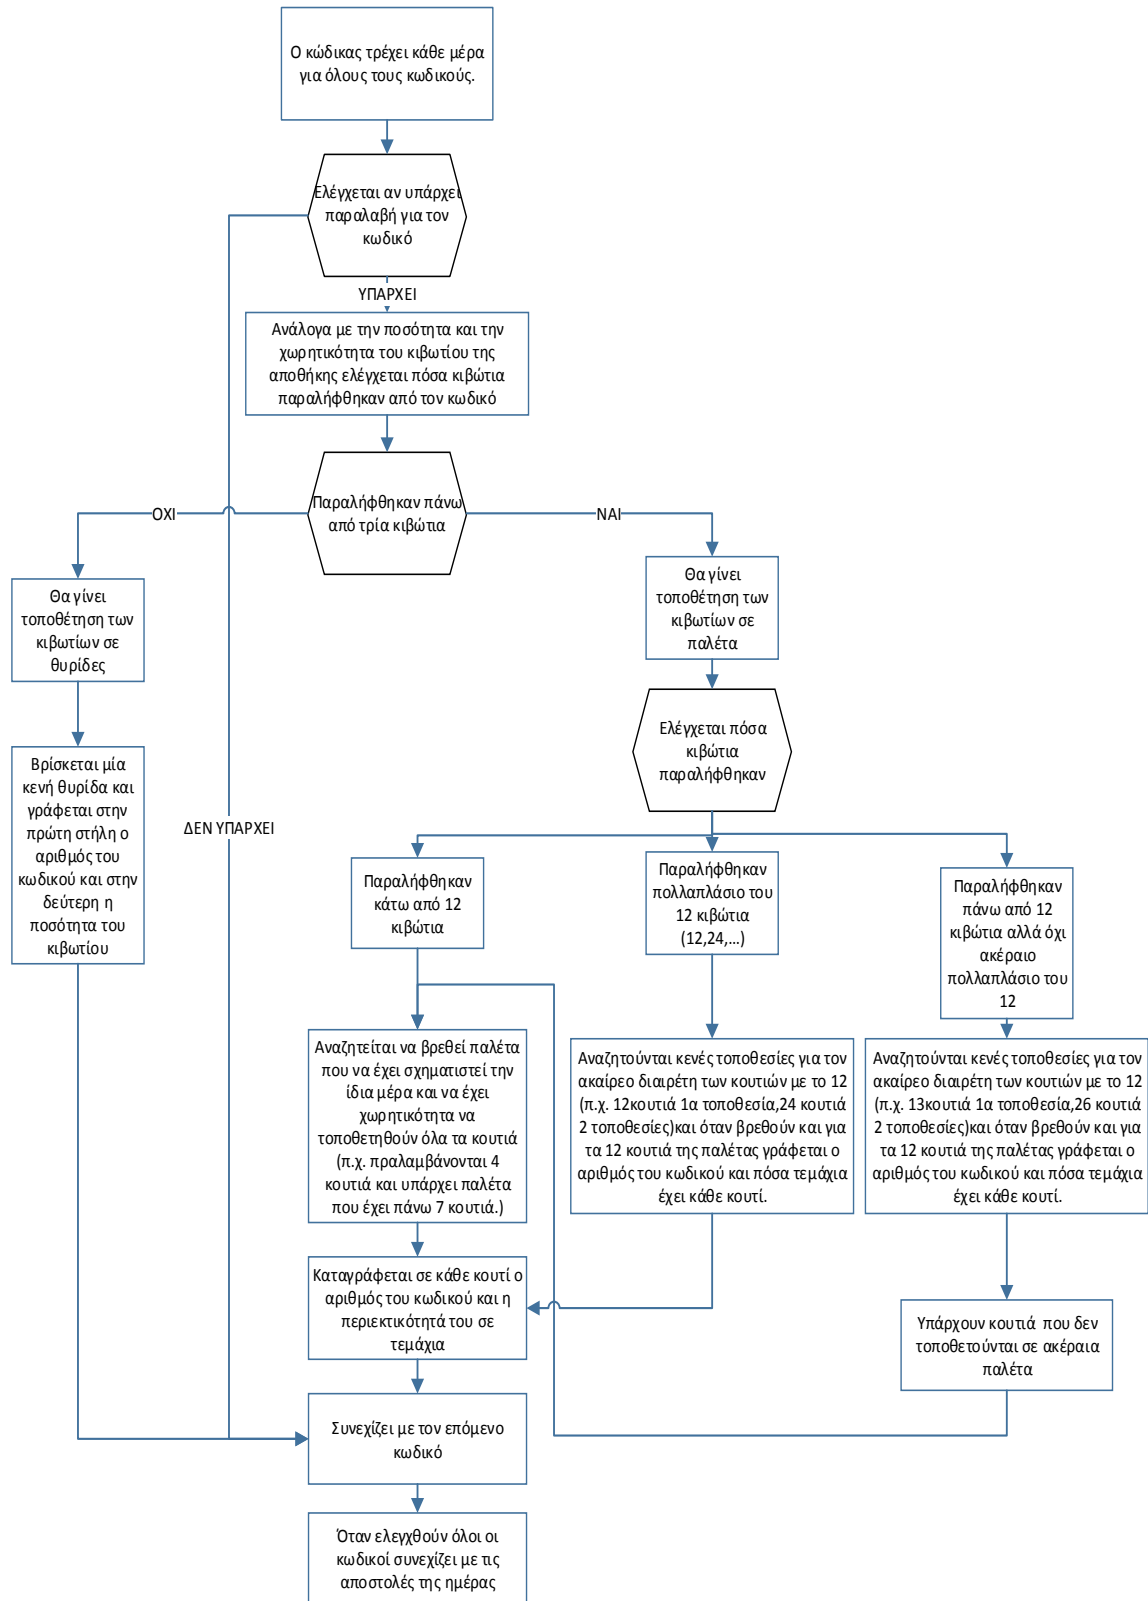 Ο κώδικας τρέχει κάθε μέρα
για όλους τους κωδικούς.
Ελέγχεται αν υπάρχει
παραλαβή για τον
κωδικό
ΥΠΑΡΧΕΙ
Ανάλογα με την ποσότητα και την
χωρητικότητα του κιβωτίου της
αποθήκης ελέγχεται πόσα κιβώτια
παραλήφθηκαν από τον κωδικό
Παραλήφθηκαν πάνω
από τρία κιβώτια
ΟΧΙ
ΝΑΙ
Θα γίνει
τοποθέτηση των
κιβωτίων σε
θυρίδες
Θα γίνει
τοποθέτηση των
κιβωτίων σε
παλέτα
Βρίσκεται μία
κενή θυρίδα και
γράφεται στην
πρώτη στήλη ο
αριθμός του
κωδικού και στην
δεύτερη η
ποσότητα του
κιβωτίου
Ελέγχεται πόσα
κιβώτια
παραλήφθηκαν
ΔΕΝ ΥΠΑΡΧΕΙ
Παραλήφθηκαν
κάτω από 12
κιβώτια
Παραλήφθηκαν
πολλαπλάσιο του
12 κιβώτια
(12,24,...)
Παραλήφθηκαν
πάνω από 12
κιβώτια αλλά όχι
ακέραιο
πολλαπλάσιο του
12
Αναζητείται να βρεθεί παλέτα
που να έχει σχηματιστεί την
ίδια μέρα και να έχει
χωρητικότητα να
τοποθετηθούν όλα τα κουτιά
(π.χ. πραλαμβάνονται 4
κουτιά και υπάρχει παλέτα
που έχει πάνω 7 κουτιά.)
Αναζητούνται κενές τοποθεσίες για τον
ακαίρεο διαιρέτη των κουτιών με το 12
(π.χ. 12κουτιά 1α τοποθεσία,24 κουτιά
2 τοποθεσίες)και όταν βρεθούν και για
τα 12 κουτιά της παλέτας γράφεται ο
αριθμός του κωδικού και πόσα τεμάχια
έχει κάθε κουτί.
Αναζητούνται κενές τοποθεσίες για τον
ακαίρεο διαιρέτη των κουτιών με το 12
(π.χ. 13κουτιά 1α τοποθεσία,26 κουτιά
2 τοποθεσίες)και όταν βρεθούν και για
τα 12 κουτιά της παλέτας γράφεται ο
αριθμός του κωδικού και πόσα τεμάχια
έχει κάθε κουτί.
Καταγράφεται σε κάθε κουτί ο
αριθμός του κωδικού και η
περιεκτικότητά του σε
τεμάχια
Υπάρχουν κουτιά που δεν
τοποθετούνται σε ακέραια
παλέτα
Συνεχίζει με τον επόμενο
κωδικό
Όταν ελεγχθούν όλοι οι
κωδικοί συνεχίζει με τις
αποστολές της ημέρας